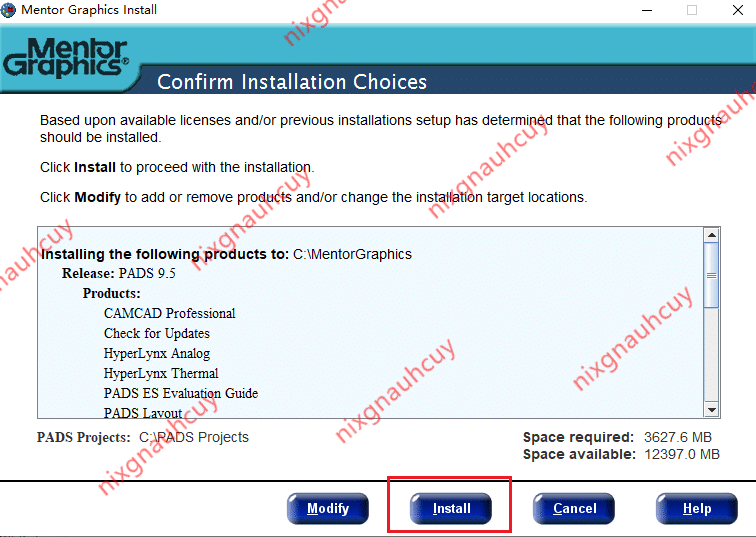 Mentor Graphics Install
Mentor
Graphics®
Confirm Installation Choices
Based upon available licenses and/or previous installations setup has determined that the following products
should be installed.
Click Install to proceed with the installation.
Click Modify to add or remove products and/or change the installation target locations.
Installing the following products to: C:\MentorGraphics
Release: PADS 9.5
Products:
CAMCAD Professional
Check for Updates
HyperLynx Analog
HyperLynx Thermal
PADS ES Evaluation Guide
PADS Layout
PADS Projects: C:\PADS Projects
Space required: 3627.6 MB
Space available: 12397.0 MB
Modify
Install
Cancel
Help
nixgnauhcuy
nixgnauhcuy
nixgnauhcuy
nixgnauhcuy
nixgnauhcuy
nixgnauhcuy
nixgnauhcuy
nixgnauhcuy